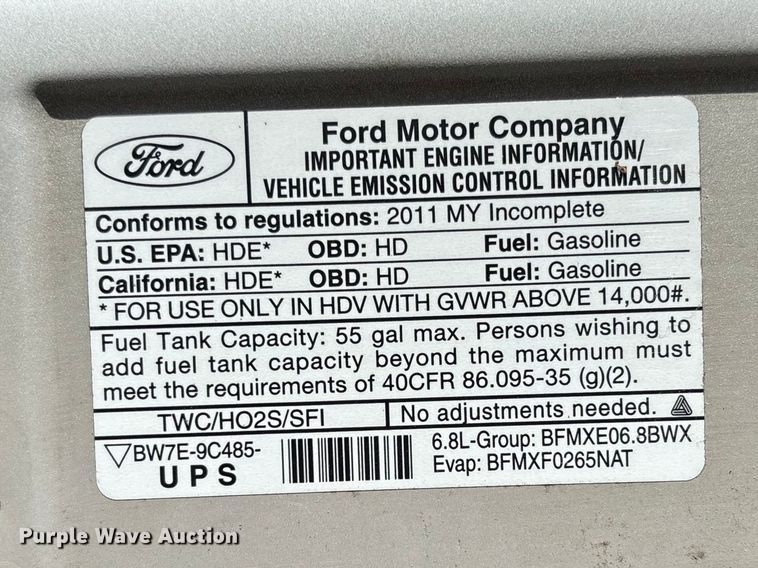 Ford
Ford Motor Company
IMPORTANT ENGINE INFORMATION/
VEHICLE EMISSION CONTROL INFORMATION
Conforms to regulations: 2011 MY Incomplete
U.S. EPA: HDE* OBD: HD Fuel: Gasoline
California: HDE* OBD: HD Fuel: Gasoline
* FOR USE ONLY IN HDV WITH GVWR ABOVE 14,000#.
Fuel Tank Capacity: 55 gal max. Persons wishing to
add fuel tank capacity beyond the maximum must
meet the requirements of 40CFR 86.095-35 (g)(2).
TWC/HO2S/SFI No adjustments needed.
BW7E-9C485-
UPS
6.8L-Group: BFMXE06.8BWX
Evap: BFMXF0265NAT
Purple Wave Auction